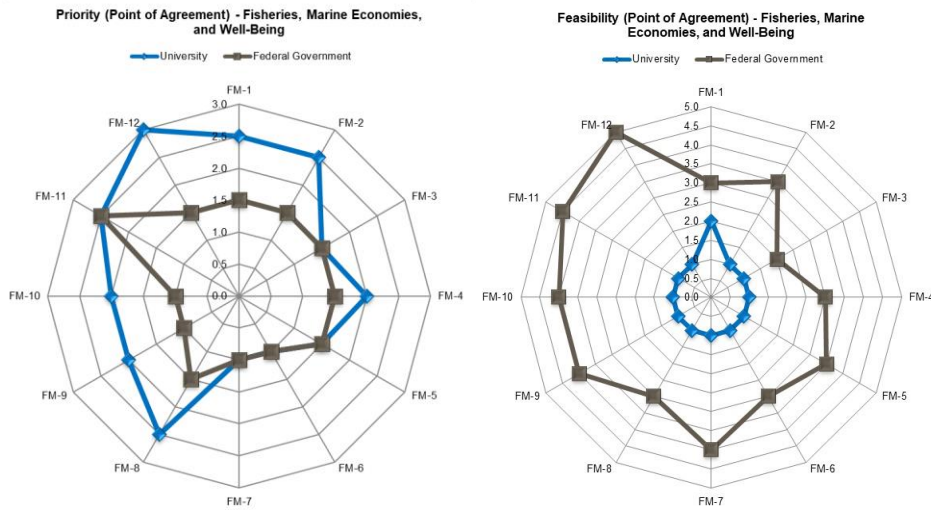 Priority (Point of Agreement) - Fisheries, Marine Economies,
and Well-Being
University
Federal Government
FM-1
3.0
FM-12
FM-2
2.5
2.0
FM-11
FM-3
1.5
1.0
0.5
FM-10
0.0
FM-4
FM-9
FM-5
FM-8
FM-6
FM-7
Feasibility (Point of Agreement) - Fisheries, Marine
Economies, and Well-Being
University
Federal Government
FM-1
5.0
FM-12
4.5
FM-2
4.0
3.5
3.0
FM-11
FM-3
2.5
2.0
1.5
1.0
0.5
FM-10
0.0
FM-4
FM-9
FM-5
FM-8
FM-6
FM-7